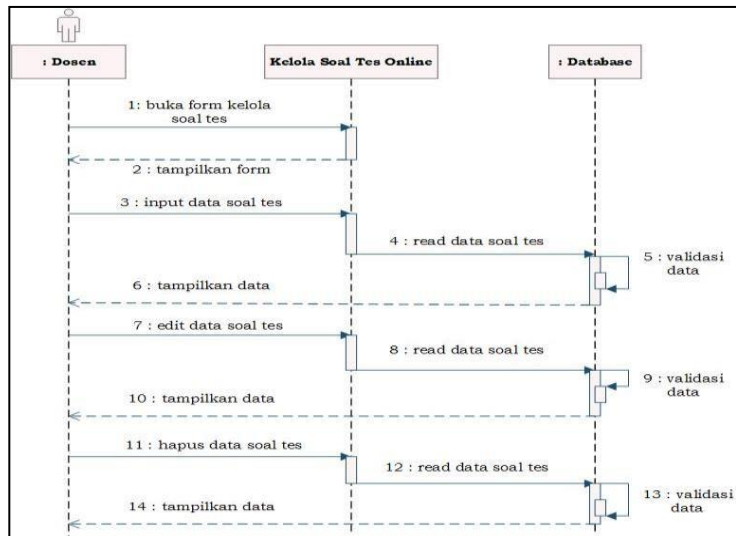 : Dosen
Kelola Soal Tes Online
: Database
1: buka form kelola
soal tes
2 : tampilkan form
3 : input data soal tes
4 : read data soal tes
5 : validasi
data
6 : tampilkan data
7 : edit data soal tes
8 : read data soal tes
9 : validasi
data
10 : tampilkan data
11 : hapus data soal tes
12 : read data soal tes
13 : validasi
data
14 : tampilkan data